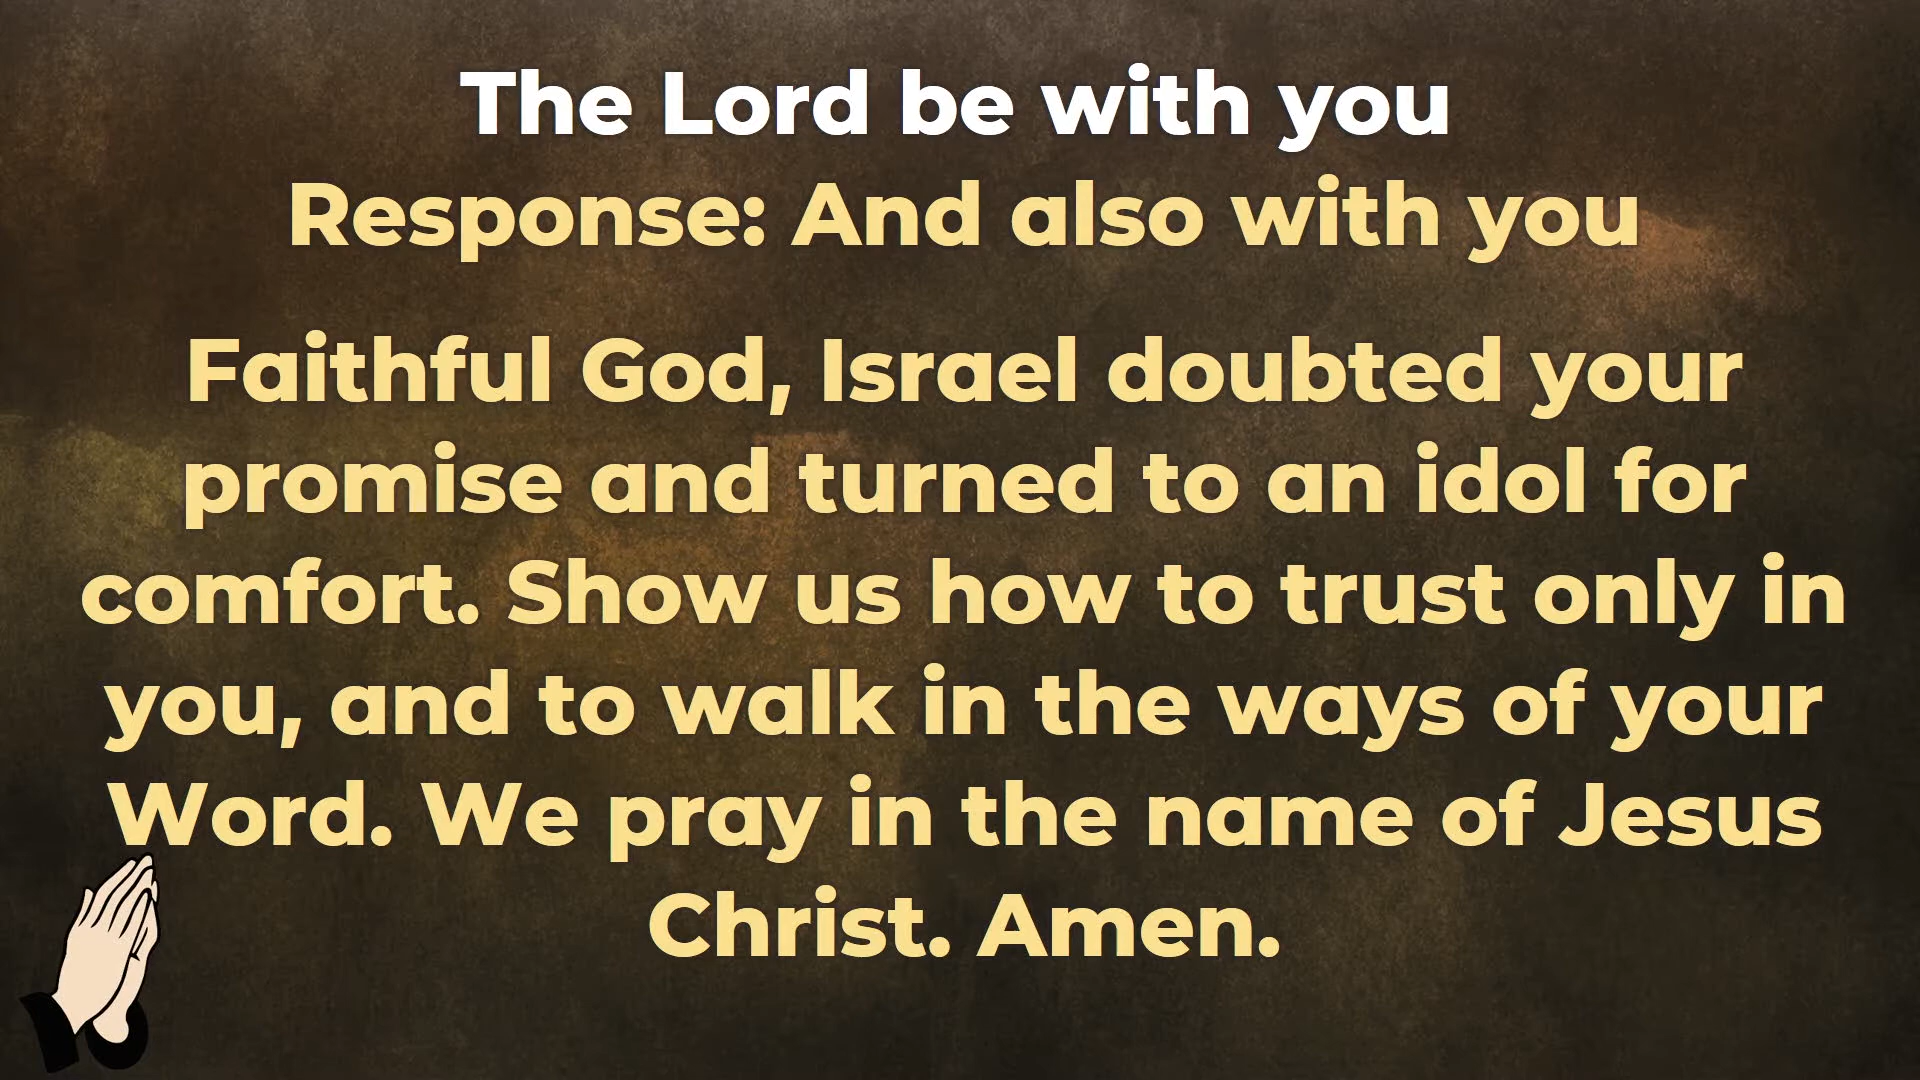 The Lord be with you
Response: And also with you
Faithful God, Israel doubted your
promise and turned to an idol for
comfort. Show us how to trust only in
you, and to walk in the ways of your
Word. We pray in the name of Jesus
Christ. Amen.